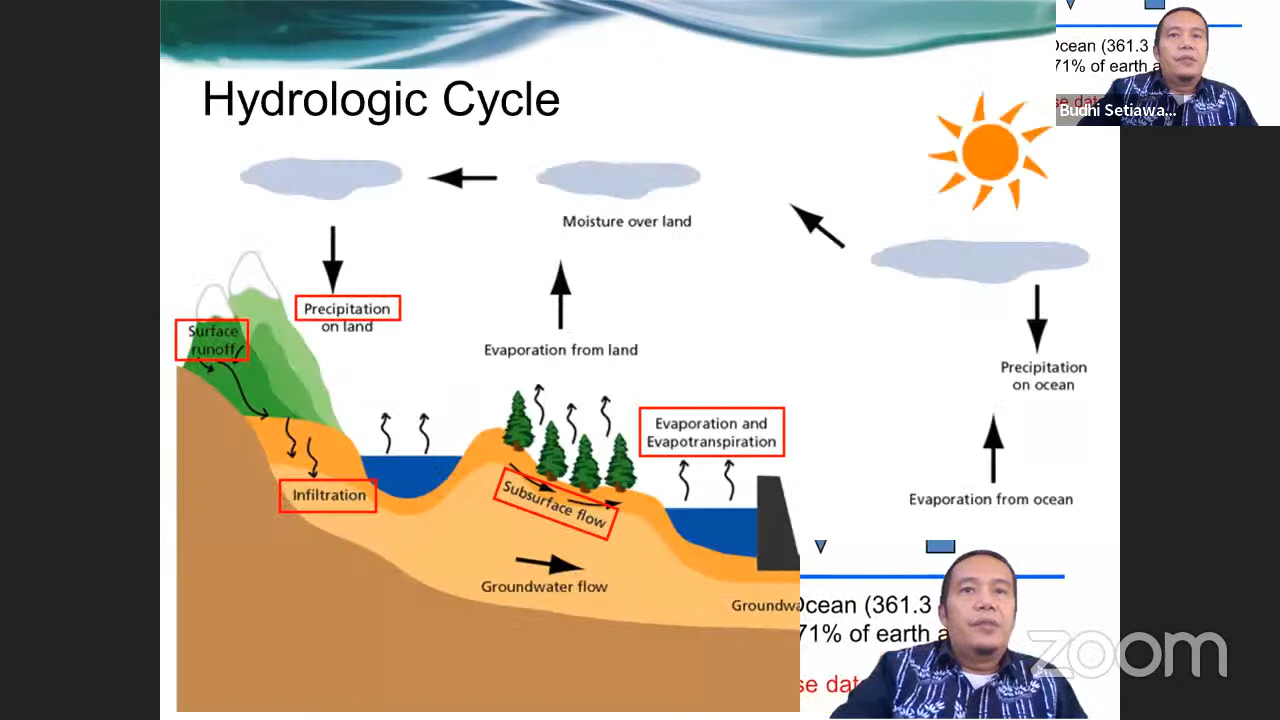 Hydrologic Cycle
Ocean (361.3
71% of earth a
se dat
Budhi Setiawa...
Moisture over land
Precipitation
on land
Surface
runoff
Evaporation from land
Precipitation
on ocean
Evaporation and
Evapotranspiration
Infiltration
Subsurface flow
Evaporation from ocean
Groundwater flow
Groundwa
Ocean (361.3
71% of earth a
se dat
zoom